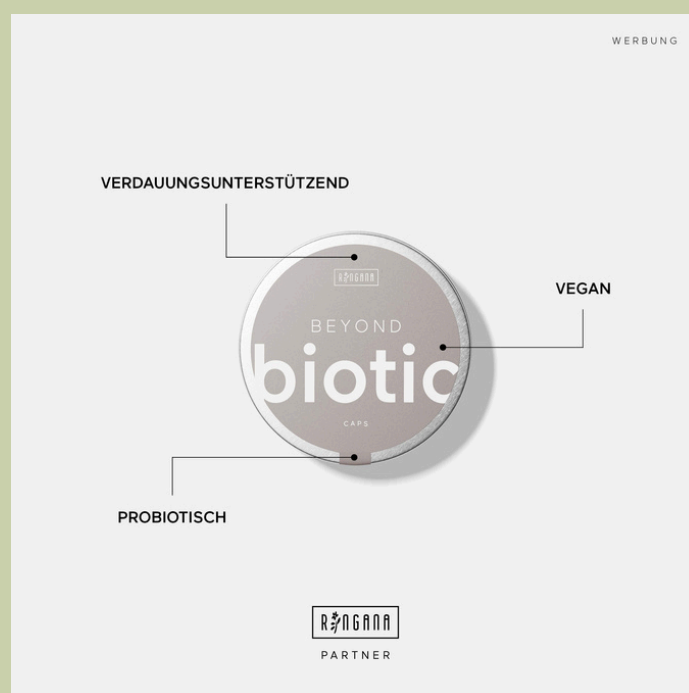 WERBUNG
VERDAUUNGSUNTERSTÜTZEND
VEGAN
RINGANA
BEYOND
biotic
CAPS
PROBIOTISCH
RINGANA
PARTNER